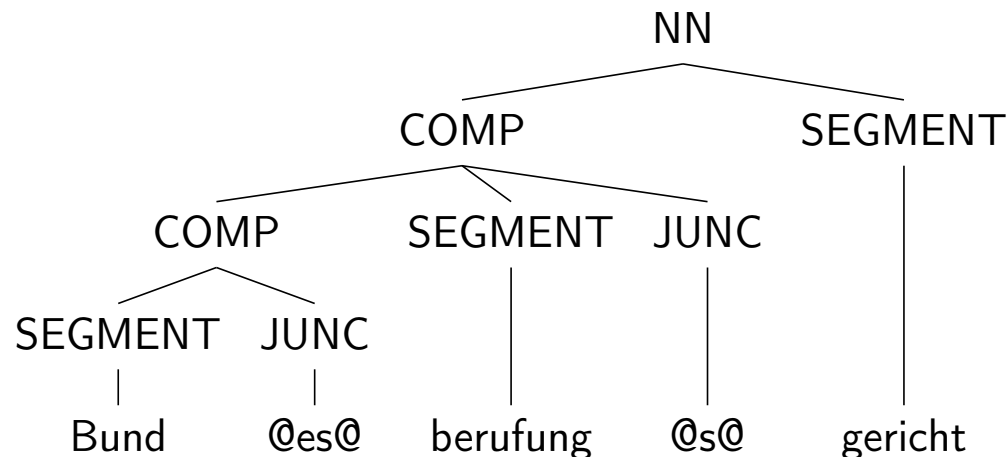 NN
COMP SEGMENT
COMP SEGMENT JUNC
SEGMENT JUNC
Bund @es@ berufung @s@ gericht